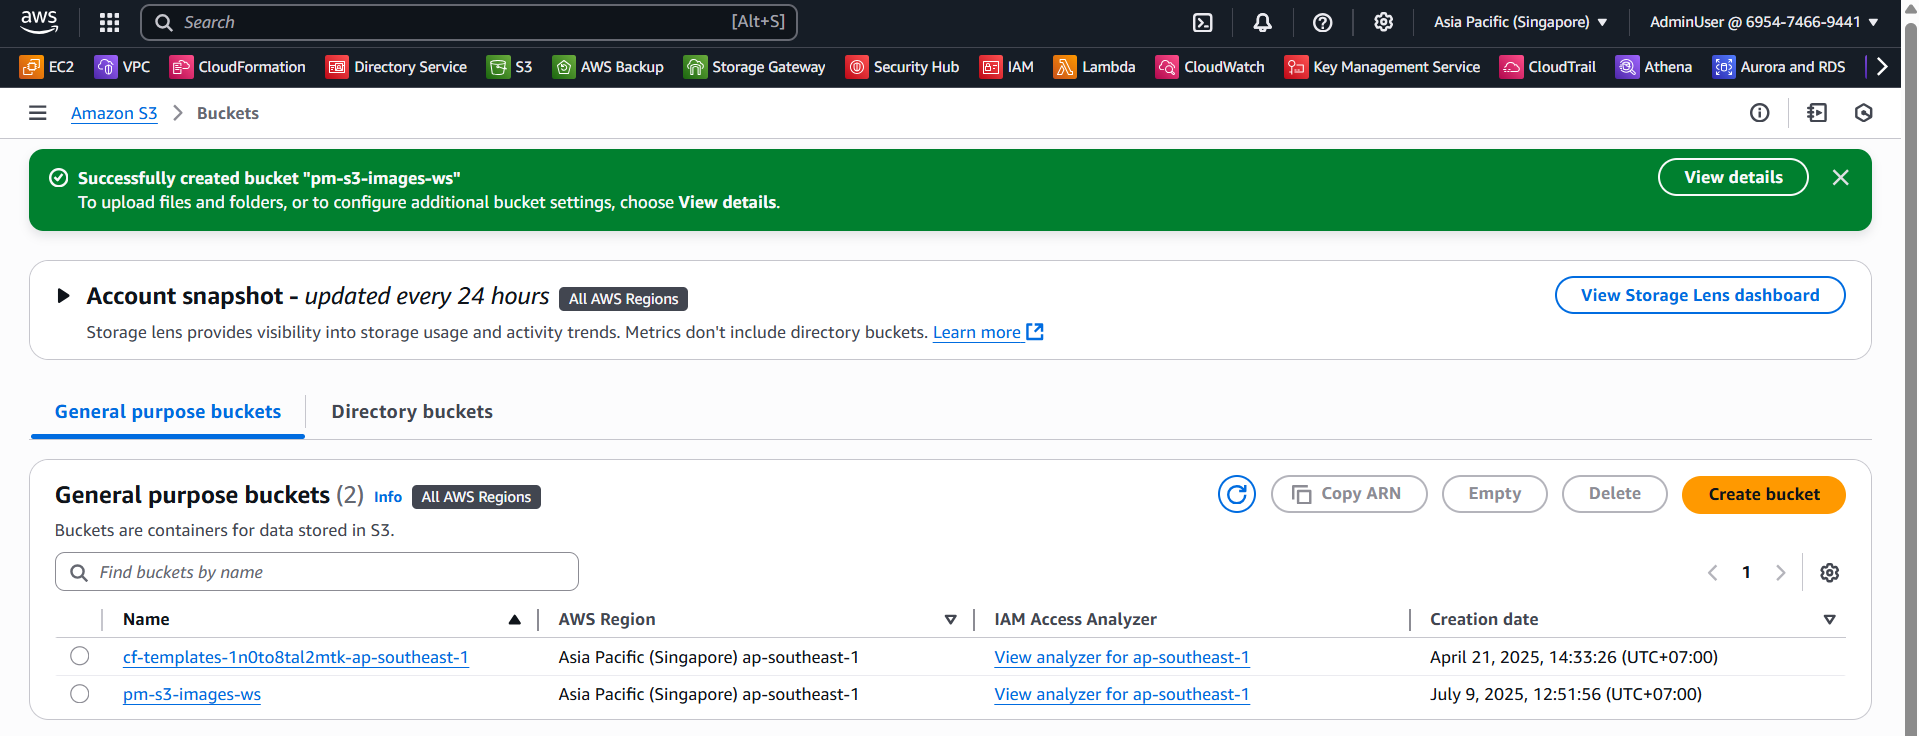 aws Search [Alt+S] Asia Pacific (Singapore) AdminUser @ 6954-7466-9441
EC2 VPC CloudFormation Directory Service S3 AWS Backup Storage Gateway Security Hub IAM Lambda CloudWatch Key Management Service CloudTrail Athena Aurora and RDS
Amazon S3 Buckets
Successfully created bucket "pm-s3-images-ws" View details
To upload files and folders, or to configure additional bucket settings, choose View details.
Account snapshot - updated every 24 hours All AWS Regions View Storage Lens dashboard
Storage lens provides visibility into storage usage and activity trends. Metrics don't include directory buckets. Learn more
General purpose buckets Directory buckets
General purpose buckets (2) Info All AWS Regions Copy ARN Empty Delete Create bucket
Buckets are containers for data stored in S3.
Find buckets by name 1
Name AWS Region IAM Access Analyzer Creation date
cf-templates-1n0to8tal2mtk-ap-southeast-1 Asia Pacific (Singapore) ap-southeast-1 View analyzer for ap-southeast-1 April 21, 2025, 14:33:26 (UTC+07:00)
pm-s3-images-ws Asia Pacific (Singapore) ap-southeast-1 View analyzer for ap-southeast-1 July 9, 2025, 12:51:56 (UTC+07:00)